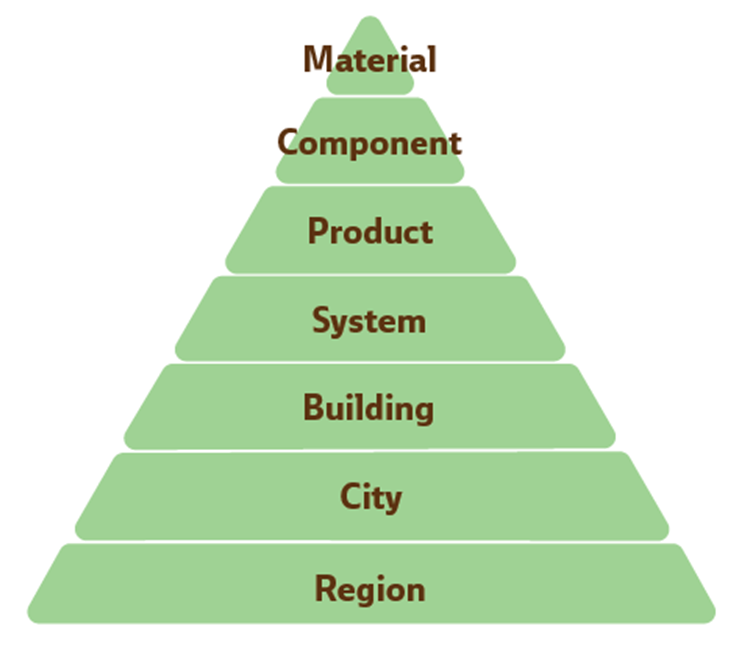 Material
Component
Product
System
Building
City
Region